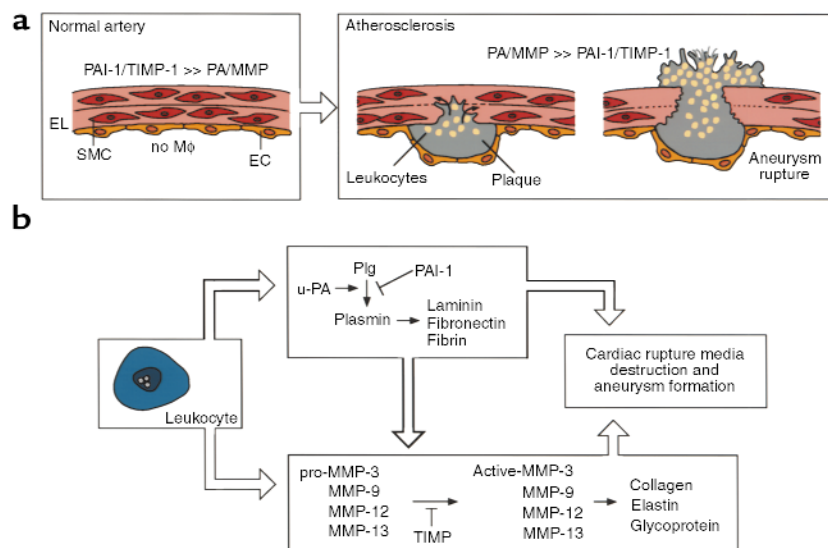 a
Normal artery
PAI-1/TIMP-1 >> PA/MMP
EL
SMC
no Mϕ
EC
Atherosclerosis
PA/MMP >> PAI-1/TIMP-1
Leukocytes
Plaque
Aneurysm
rupture
b
Leukocyte
Plg
PAI-1
u-PA
Plasmin
Laminin
Fibronectin
Fibrin
Cardiac rupture media
destruction and
aneurysm formation
pro-MMP-3
MMP-9
MMP-12
MMP-13
TIMP
Active-MMP-3
MMP-9
MMP-12
MMP-13
Collagen
Elastin
Glycoprotein